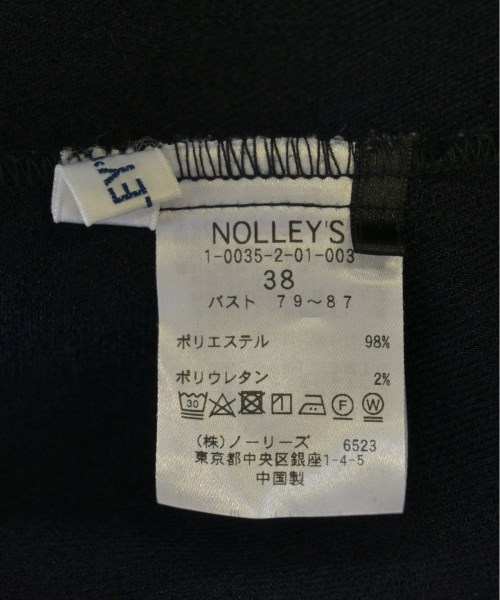 EY'
NOLLEY'S
1-0035-2-01-003
38
バスト 79〜87
ポリエステル 98%
ポリウレタン 2%
30 F W
(株)ノーリーズ 6523
東京都中央区銀座1-4-5
中国製